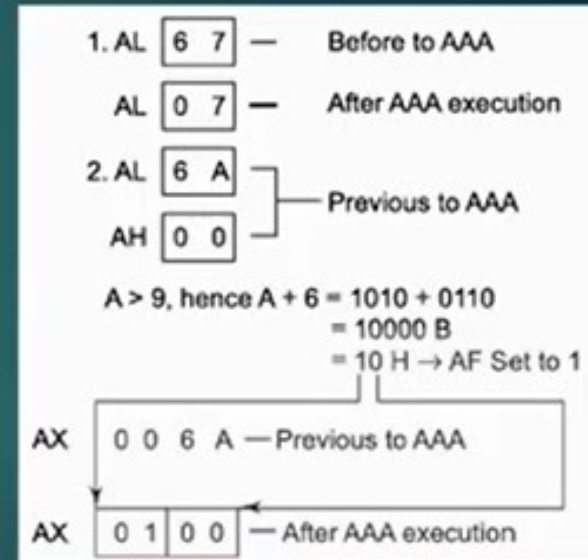 1. AL 6 7 — Before to AAA
AL 0 7 — After AAA execution
2. AL 6 A
Previous to AAA
AH 0 0
A > 9, hence A + 6 = 1010 + 0110
= 10000 B
= 10 H → AF Set to 1
AX 0 0 6 A — Previous to AAA
AX 0 1 0 0 — After AAA execution